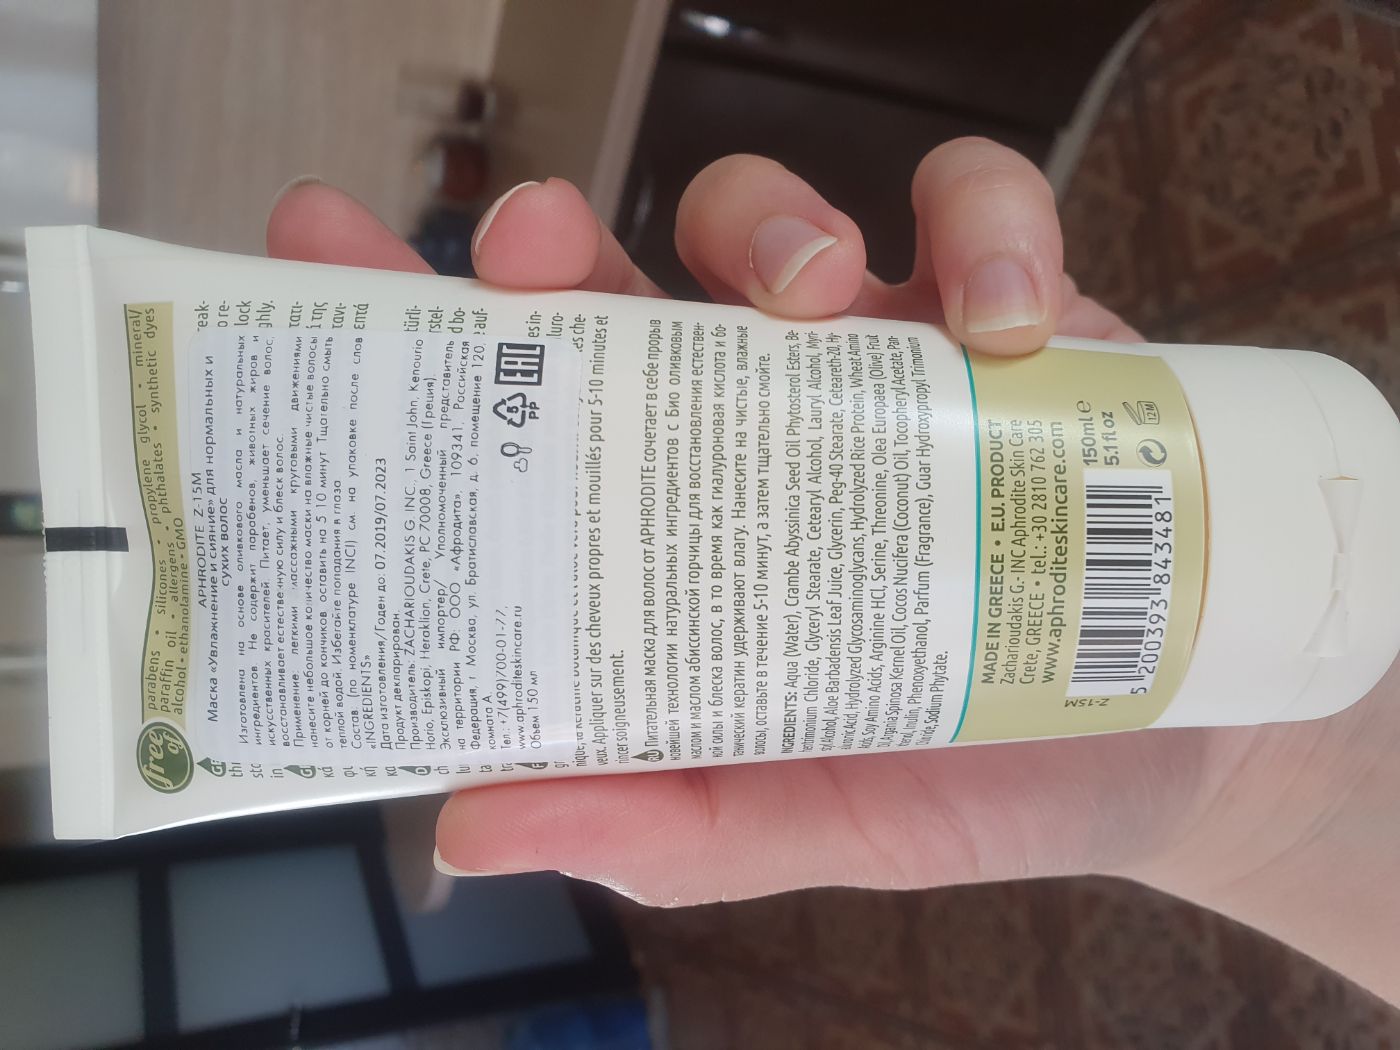 free of
parabens • silicones • propylene glycol • mineral/
paraffin oil • allergens • phthalates • synthetic dyes
alcohol • ethanolamine • GMO
APHRODITE Z-15M
Маска «Увлажнение и сияние» для нормальных и
сухих волос
Изготовлена на основе оливкового масла и натуральных
ингредиентов. Не содержит парабенов, животных жиров и
искусственных красителей. Питает, уменьшает сечение волос,
восстанавливает естественную силу и блеск волос.
Применение: легкими массажными круговыми движениями
нанесите небольшое количество маски на влажные чистые волосы
от корней до кончиков, оставить на 5 10 минут Тщательно смыть
теплой водой. Избегайте попадания в глаза
Состав. (по номенклатуре INCI) см. на упаковке после слов
«INGREDIENTS»
Дата изготовления/Годен до: 07.2019/07.2023
Продукт декларирован.
Производитель: ZACHARIOUDAKIS G. INC., 1 Saint John, Kenourio
Horio, Episkopi, Heraklion, Crete, PC 70008, Greece (Греция)
Эксклюзивный импортер/ Уполномоченный представитель
на территории РФ: ООО «Афродита», 109341, Российская
Федерация, г Москва, ул. Братиславская, д. 6, помещение 120,
комната А
Тел.: +7(499)700-01-77,
www.aphroditeskincare.ru
Объем 150 мл
5
PP
EAC
nique, la kératine botanique et
veux. Appliquer sur des cheveux propres et mouillés pour 5-10 minutes et
rincer soigneusement.
RU Питательная маска для волос от APHRODITE сочетает в себе прорыв
новейшей технологии натуральных ингредиентов с Био оливковым
маслом маслом абисинской горчицы для восстановления естествен-
ной силы и блеска волос, в то время как гиалуроновая кислота и бо-
танический кератин удерживают влагу. Нанесите на чистые, влажные
волосы, оставьте в течение 5-10 минут, а затем тщательно смойте.
INGREDIENTS: Aqua (Water), Crambe Abyssinica Seed Oil Phytosterol Esters, Be-
hentrimonium Chloride, Glyceryl Stearate, Cetearyl Alcohol, Lauryl Alcohol, Myri-
styl Alcohol, Aloe Barbadensis Leaf Juice, Glycerin, Peg-40 Stearate, Ceteareth-20, Hy-
aluronic Acid, Hydrolyzed Glycosaminoglycans, Hydrolyzed Rice Protein, Wheat Amino
Acids, Soy Amino Acids, Arginine HCl, Serine, Threonine, Olea Europaea (Olive) Fruit
Oil, Argania Spinosa Kernel Oil, Cocos Nucifera (Coconut) Oil, Tocopheryl Acetate, Pan
tenol, Inulin, Phenoxyethanol, Parfum (Fragrance), Guar Hydroxypropyl Trimonium
Chloride, Sodium Phytate.
MADE IN GREECE • E.U. PRODUCT
Zacharioudakis G.- INC Aphrodite Skin Care
Crete, GREECE • tel.: +30 2810 762 305
www.aphroditeskincare.com
150ml e
5.1floz
12M
5 200393 843481
Z-15M